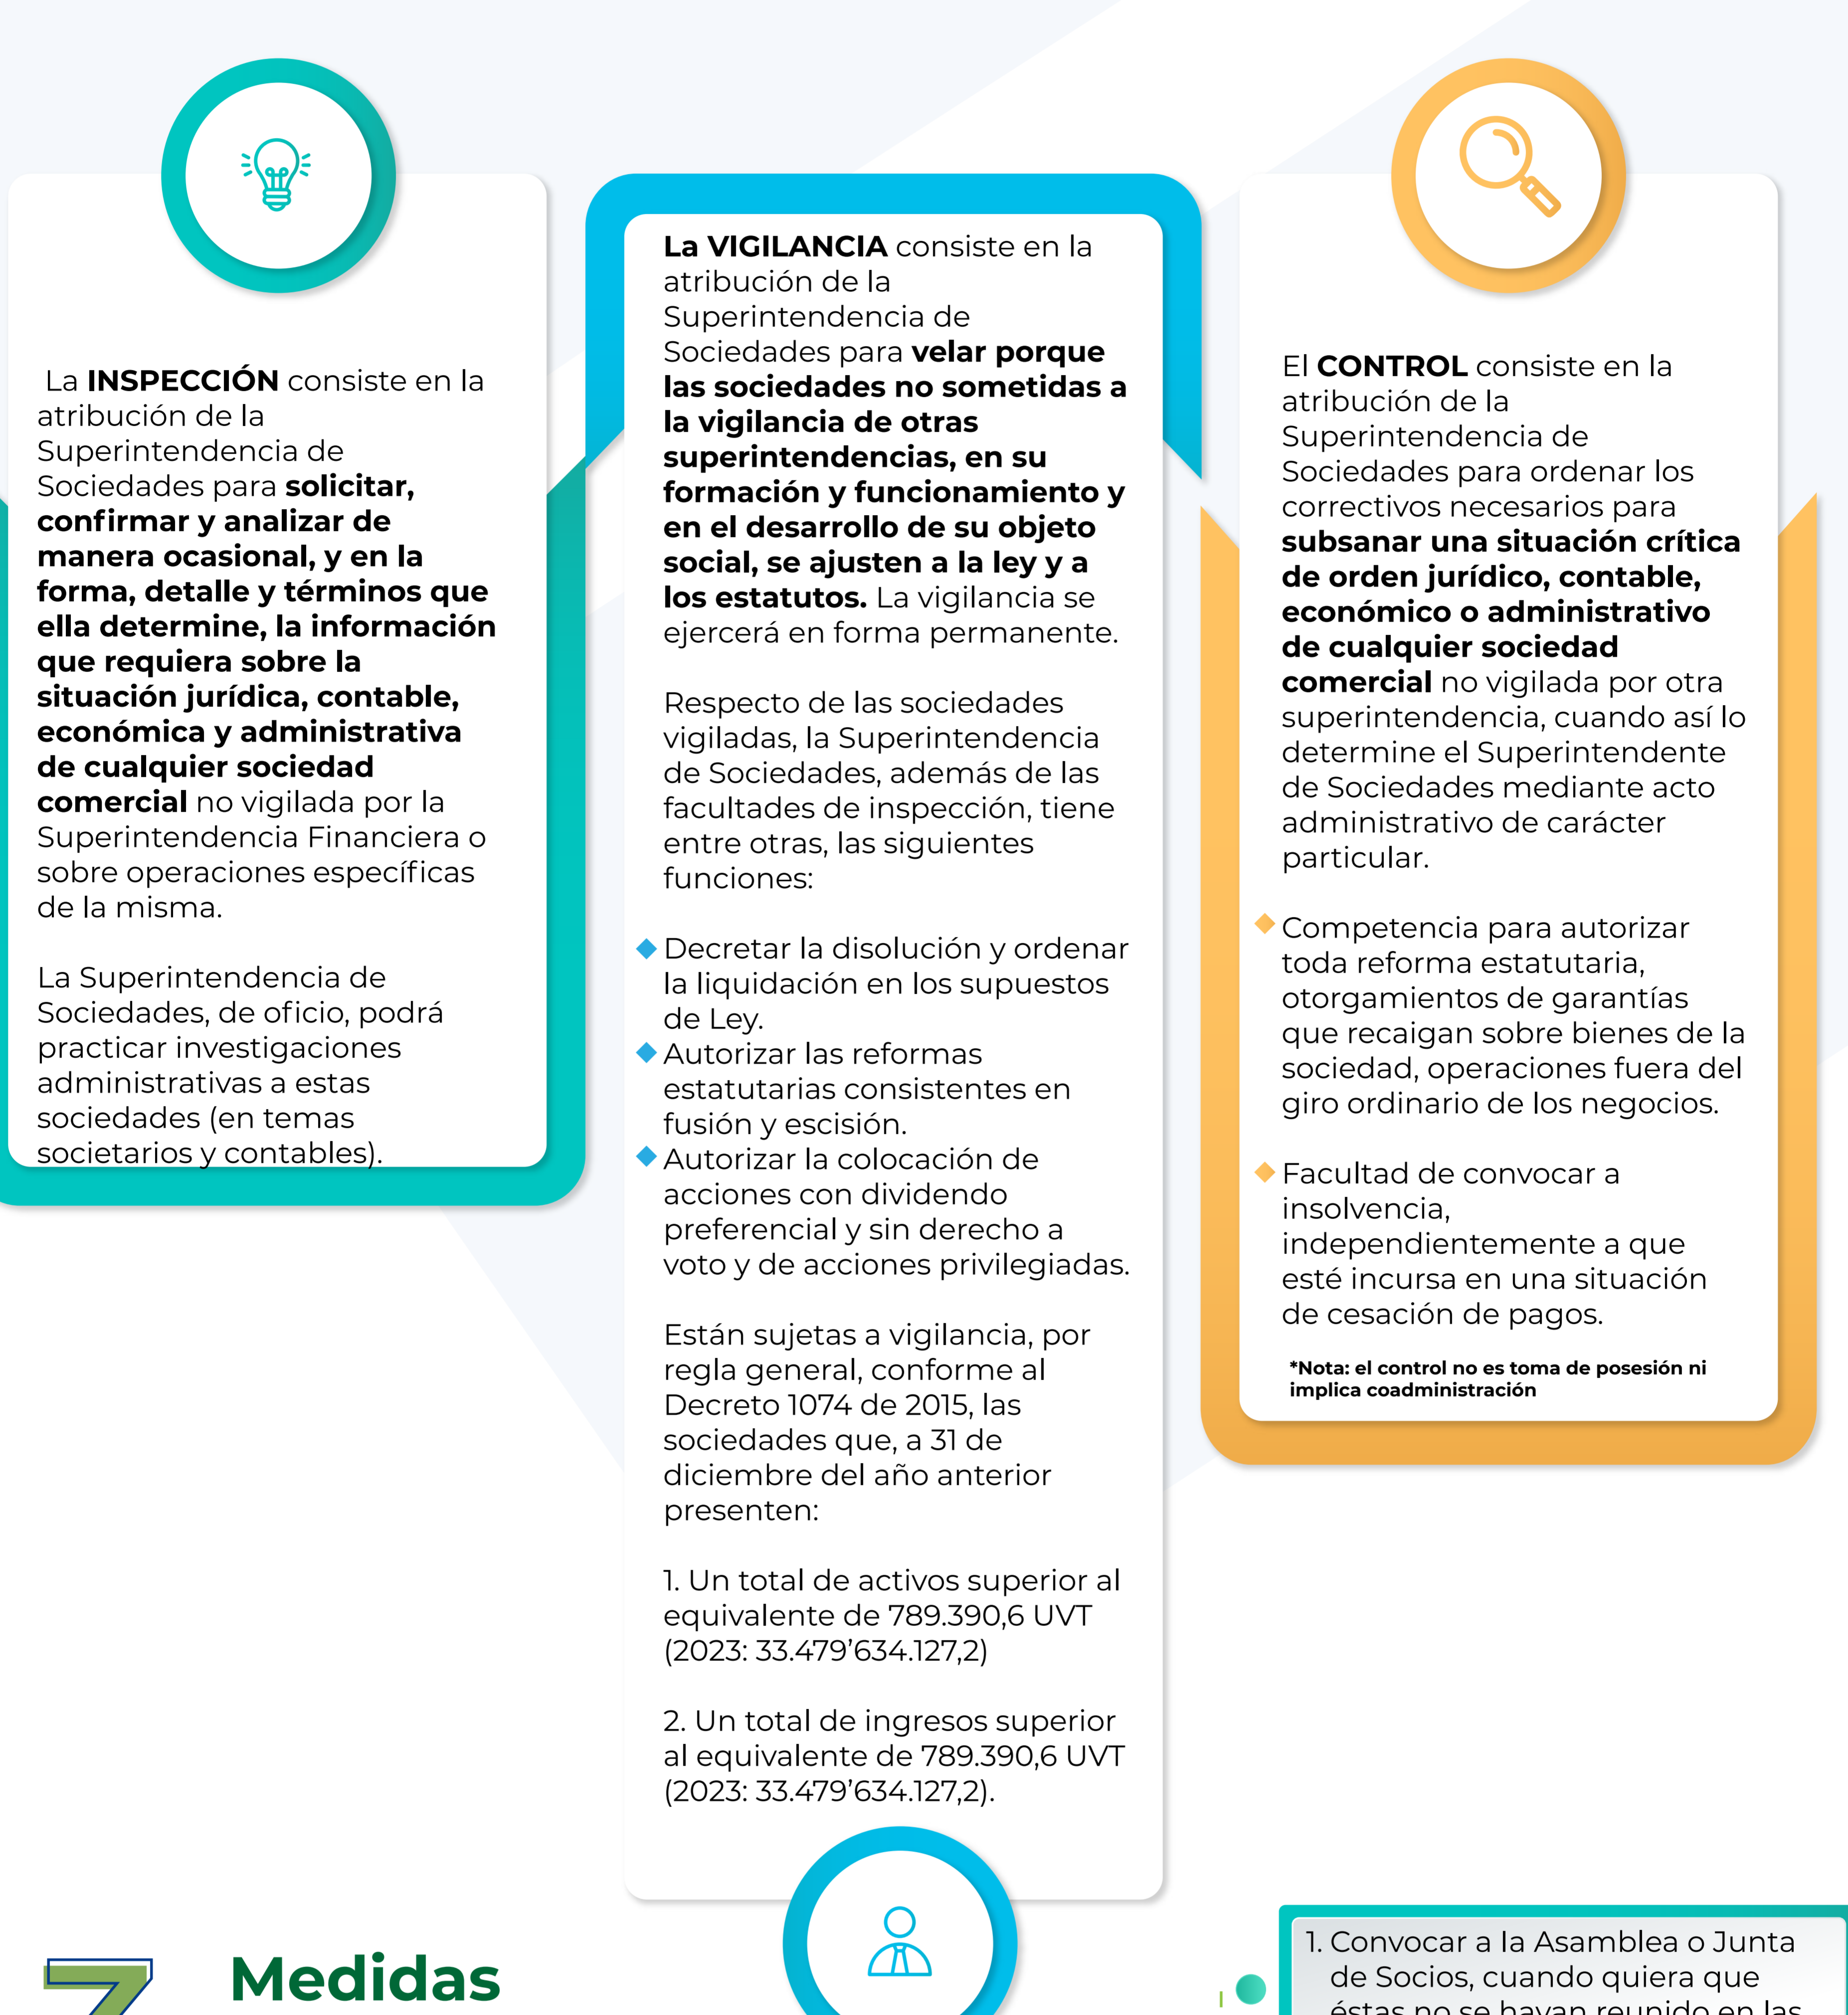 La INSPECCIÓN consiste en la
atribución de la
Superintendencia de
Sociedades para solicitar,
confirmar y analizar de
manera ocasional, y en la
forma, detalle y términos que
ella determine, la información
que requiera sobre la
situación jurídica, contable,
económica y administrativa
de cualquier sociedad
comercial no vigilada por la
Superintendencia Financiera o
sobre operaciones específicas
de la misma.
La Superintendencia de
Sociedades, de oficio, podrá
practicar investigaciones
administrativas a estas
sociedades (en temas
societarios y contables).
La VIGILANCIA consiste en la
atribución de la
Superintendencia de
Sociedades para velar porque
las sociedades no sometidas a
la vigilancia de otras
superintendencias, en su
formación y funcionamiento y
en el desarrollo de su objeto
social, se ajusten a la ley y a
los estatutos. La vigilancia se
ejercerá en forma permanente.
Respecto de las sociedades
vigiladas, la Superintendencia
de Sociedades, además de las
facultades de inspección, tiene
entre otras, las siguientes
funciones:
Decretar la disolución y ordenar
la liquidación en los supuestos
de Ley.
Autorizar las reformas
estatutarias consistentes en
fusión y escisión.
Autorizar la colocación de
acciones con dividendo
preferencial y sin derecho a
voto y de acciones privilegiadas.
Están sujetas a vigilancia, por
regla general, conforme al
Decreto 1074 de 2015, las
sociedades que, a 31 de
diciembre del año anterior
presenten:
1. Un total de activos superior al
equivalente de 789.390,6 UVT
(2023: 33.479’634.127,2)
2. Un total de ingresos superior
al equivalente de 789.390,6 UVT
(2023: 33.479’634.127,2).
El CONTROL consiste en la
atribución de la
Superintendencia de
Sociedades para ordenar los
correctivos necesarios para
subsanar una situación crítica
de orden jurídico, contable,
económico o administrativo
de cualquier sociedad
comercial no vigilada por otra
superintendencia, cuando así lo
determine el Superintendente
de Sociedades mediante acto
administrativo de carácter
particular.
Competencia para autorizar
toda reforma estatutaria,
otorgamientos de garantías
que recaigan sobre bienes de la
sociedad, operaciones fuera del
giro ordinario de los negocios.
Facultad de convocar a
insolvencia,
independientemente a que
esté incursa en una situación
de cesación de pagos.
*Nota: el control no es toma de posesión ni
implica coadministración
Medidas
1. Convocar a la Asamblea o Junta
de Socios, cuando quiera que
éstas no se hayan reunido en las